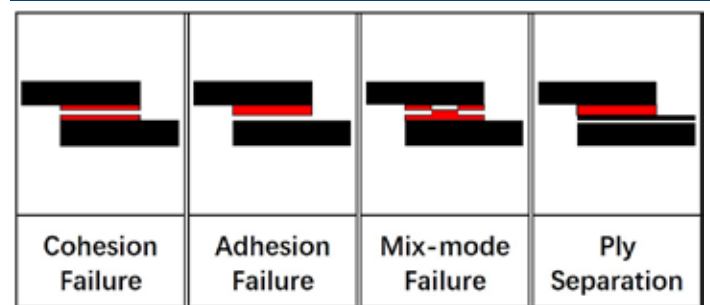 Cohesion
Failure
Adhesion
Failure
Mix-mode
Failure
Ply
Separation